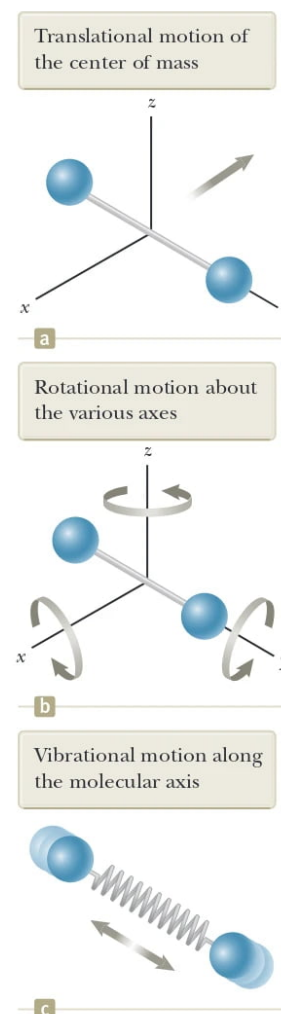 Translational motion of
the center of mass
z
x
a
Rotational motion about
the various axes
z
x
b
Vibrational motion along
the molecular axis
c